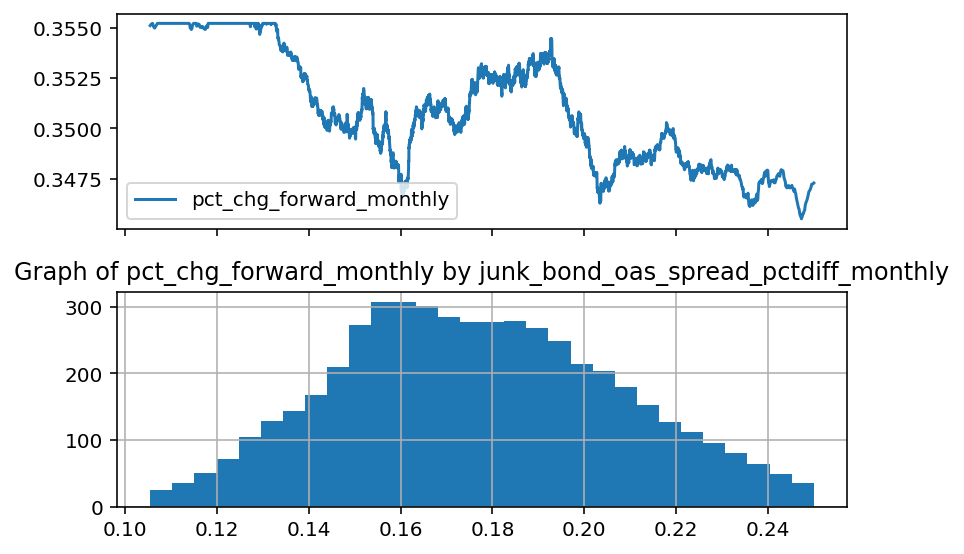 0.3550
0.3525
0.3500
0.3475
pct_chg_forward_monthly
Graph of pct_chg_forward_monthly by junk_bond_oas_spread_pctdiff_monthly
300
200
100
0
0.10 0.12 0.14 0.16 0.18 0.20 0.22 0.24